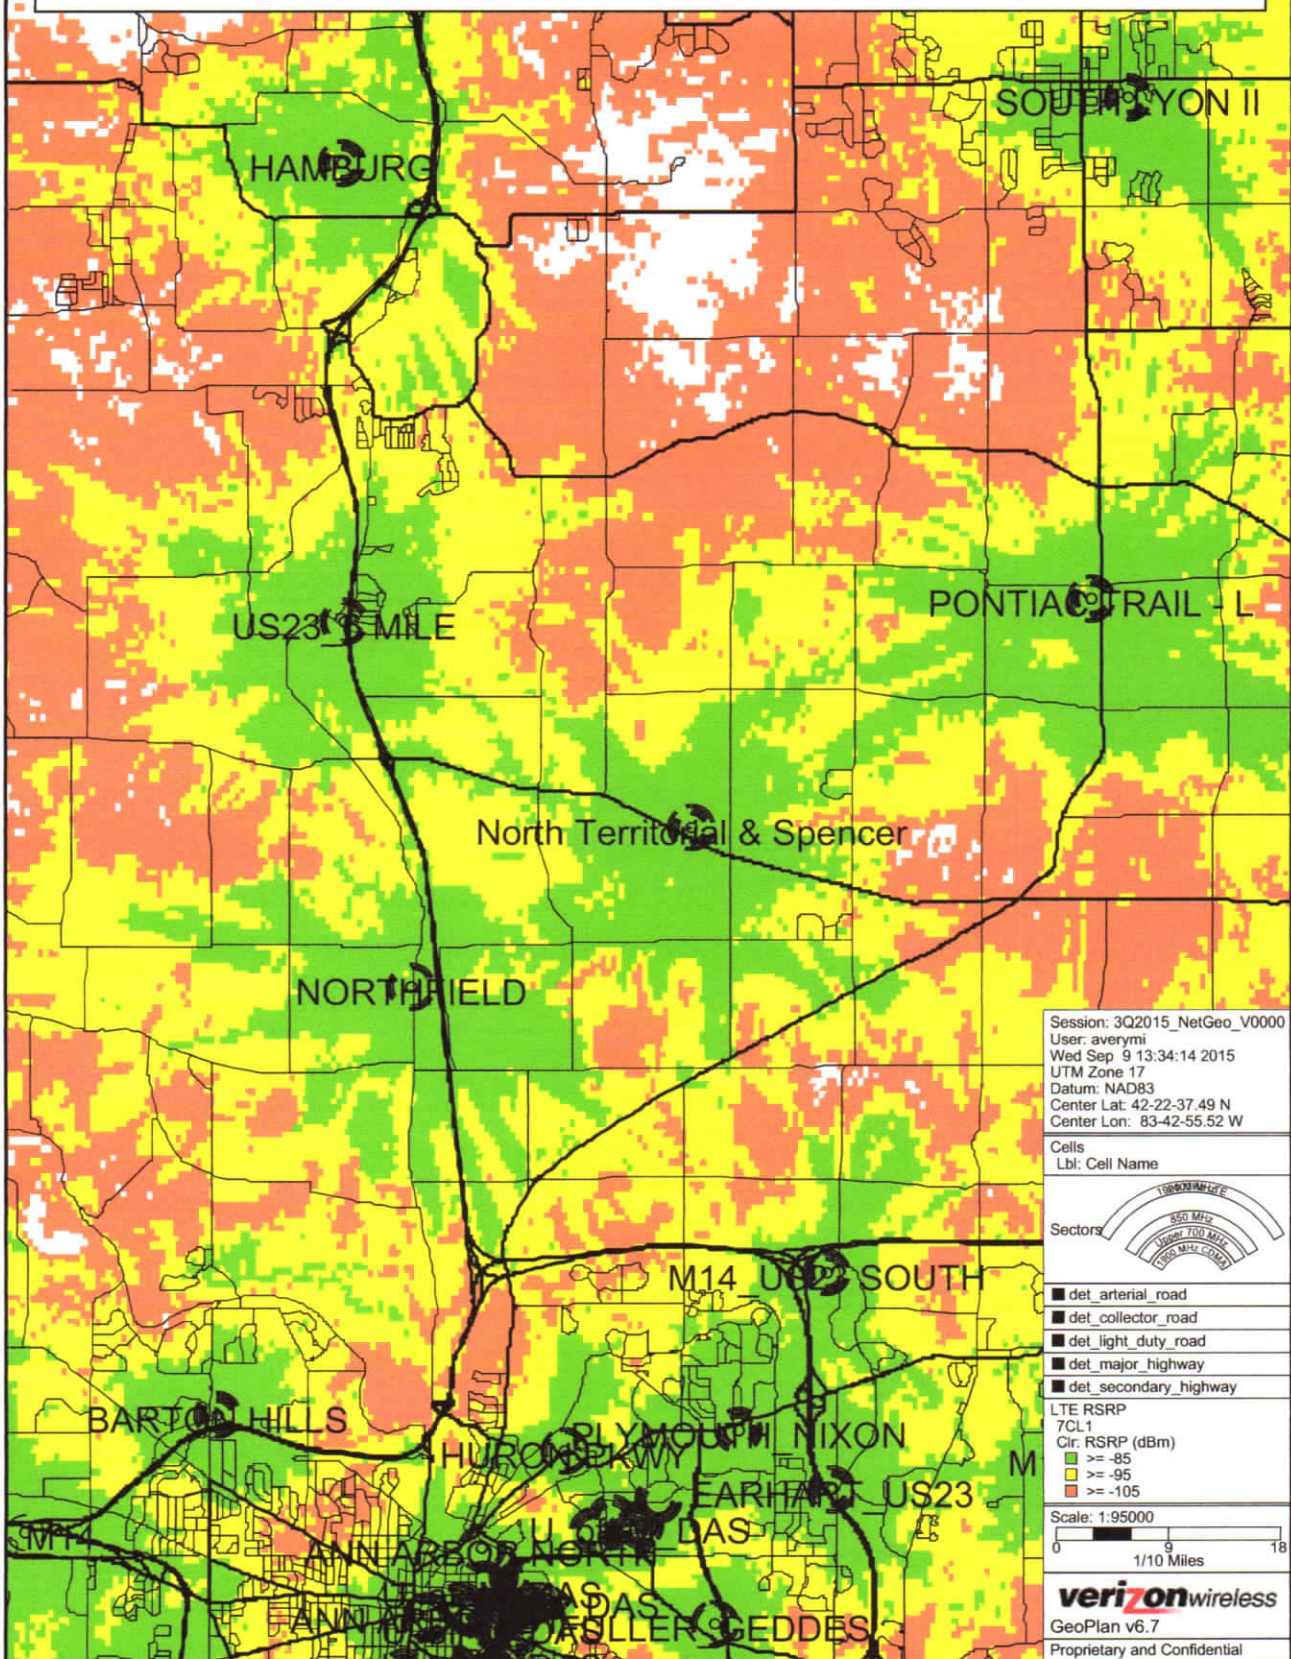 SOUTH LYON II
HAMBURG
PONTIAC TRAIL - L
US23 8 MILE
North Territorial & Spencer
NORTHFIELD
Session: 3Q2015_NetGeo_V0000
User: averymi
Wed Sep 9 13:34:14 2015
UTM Zone 17
Datum: NAD83
Center Lat: 42-22-37.49 N
Center Lon: 83-42-55.52 W
Cells
Lbl: Cell Name
Sectors
850 MHz
Upper 700 MHz
1900 MHz CDMA
M14_US23 SOUTH
det_arterial_road
det_collector_road
det_light_duty_road
det_major_highway
det_secondary_highway
LTE RSRP
7CL1
Clr: RSRP (dBm)
>= -85
>= -95
>= -105
BARTON HILLS
PLYMOUTH_NIXON
HURON PKWY
M
EARHART_US23
U of M DAS
M14
ANN ARBOR NORTH
DAS
FULLER GEDDES
Scale: 1:95000
0 9 18
1/10 Miles
verizonwireless
GeoPlan v6.7
Proprietary and Confidential